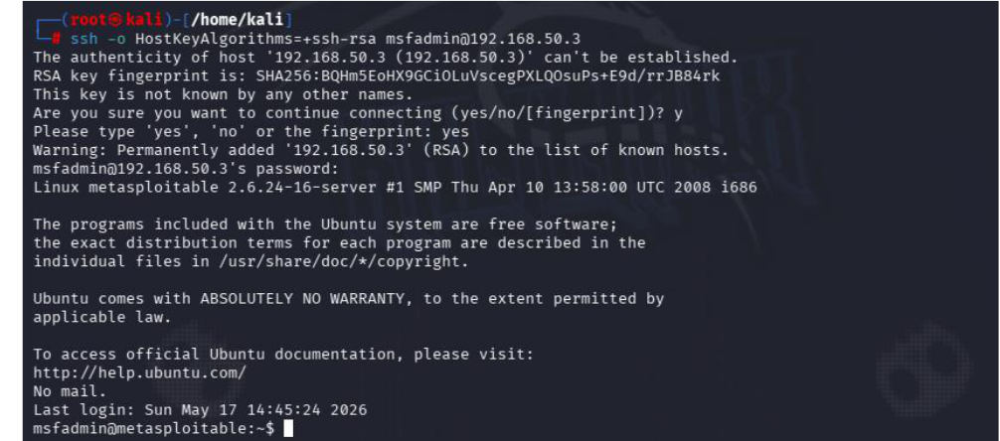 ┌──(root㉿kali)-[/home/kali]
└─# ssh -o HostKeyAlgorithms=+ssh-rsa msfadmin@192.168.50.3
The authenticity of host '192.168.50.3 (192.168.50.3)' can't be established.
RSA key fingerprint is: SHA256:BQHm5EoHX9GCiOLuVscegPXLQOsuPs+E9d/rrJB84rk
This key is not known by any other names.
Are you sure you want to continue connecting (yes/no/[fingerprint])? y
Please type 'yes', 'no' or the fingerprint: yes
Warning: Permanently added '192.168.50.3' (RSA) to the list of known hosts.
msfadmin@192.168.50.3's password:
Linux metasploitable 2.6.24-16-server #1 SMP Thu Apr 10 13:58:00 UTC 2008 i686

The programs included with the Ubuntu system are free software;
the exact distribution terms for each program are described in the
individual files in /usr/share/doc/*/copyright.

Ubuntu comes with ABSOLUTELY NO WARRANTY, to the extent permitted by
applicable law.

To access official Ubuntu documentation, please visit:
http://help.ubuntu.com/
No mail.
Last login: Sun May 17 14:45:24 2026
msfadmin@metasploitable:~$